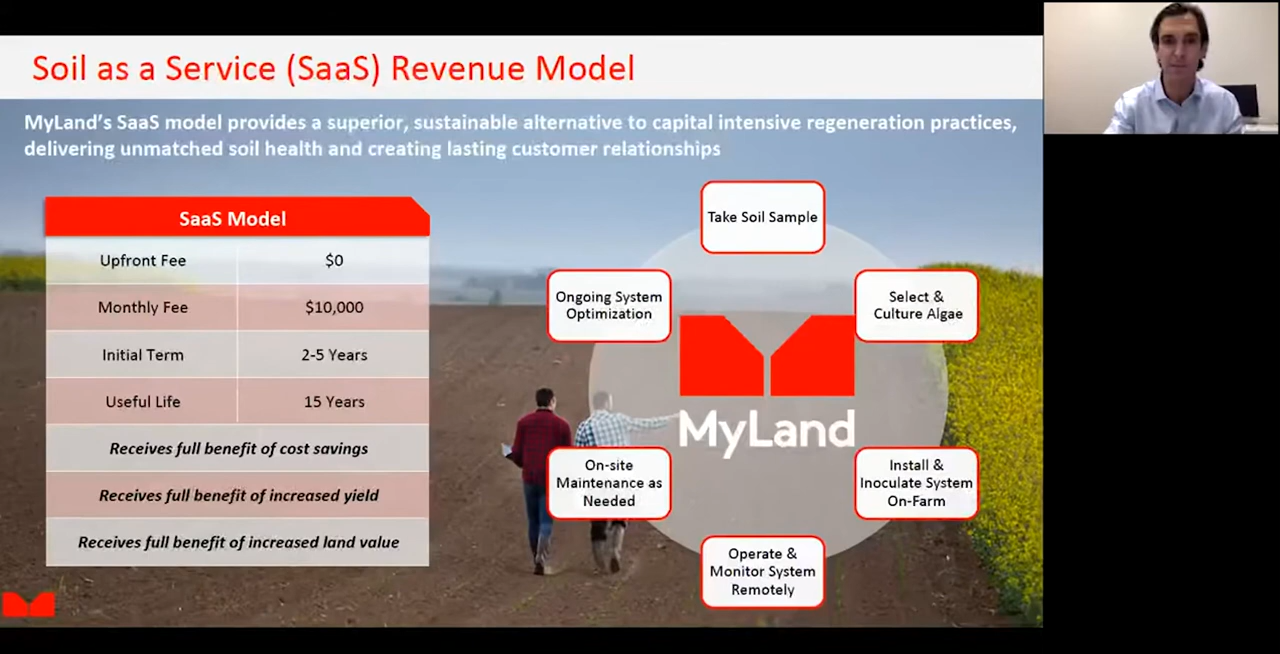 Soil as a Service (SaaS) Revenue Model
MyLand's SaaS model provides a superior, sustainable alternative to capital intensive regeneration practices,
delivering unmatched soil health and creating lasting customer relationships
SaaS Model
Upfront Fee $0
Monthly Fee $10,000
Initial Term 2-5 Years
Useful Life 15 Years
Receives full benefit of cost savings
Receives full benefit of increased yield
Receives full benefit of increased land value
Take Soil Sample
Select &
Culture Algae
Install &
Inoculate System
On-Farm
Operate &
Monitor System
Remotely
On-site
Maintenance as
Needed
Ongoing System
Optimization
MyLand